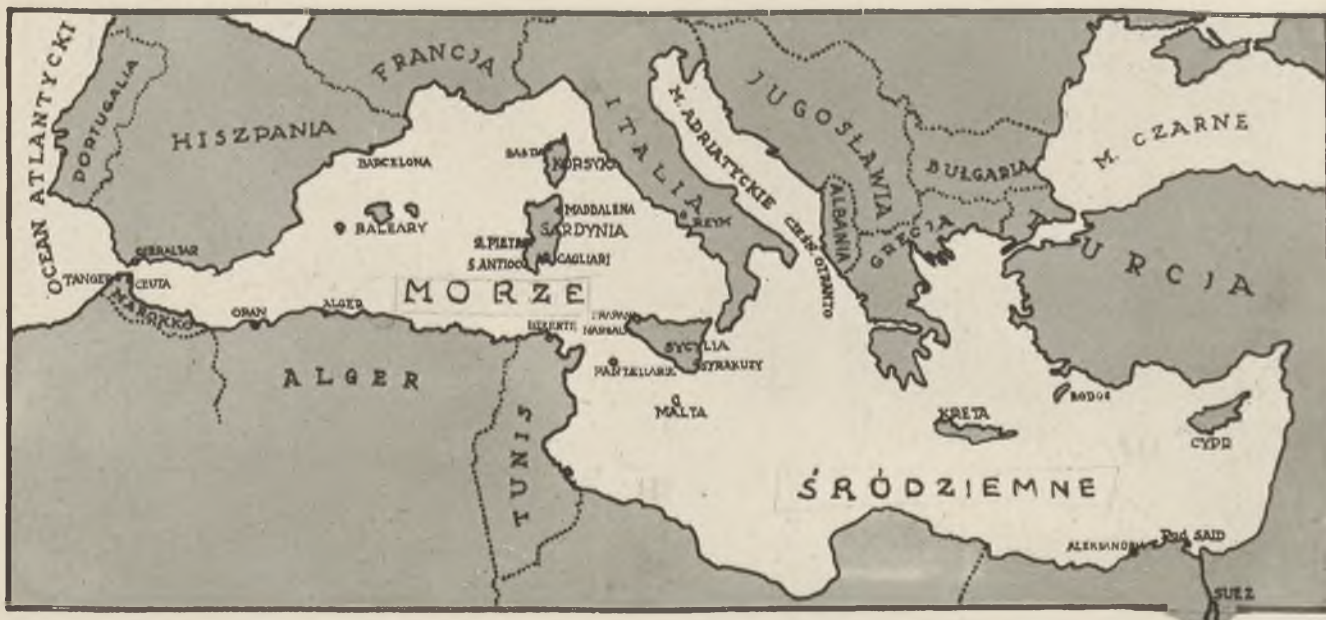 OCEAN ATLANTYCKI
PORTUGALIA
HISZPANIA
FRANCJA
ITALIA
M. ADRIATYCKIE
JUGOSŁAWIA
BUŁGARIA
M. CZARNE
ALBANIA
GRECJA
TURCJA
BARCELONA
BASTIA
KORSYKA
BALEARY
MADDALENA
SARDYNIA
S. PIETRO
S. ANTIOCO
CAGLIARI
RZYM
OTRANTO
GIBRALTAR
TANGER
CEUTA
MAROKKO
ORAN
ALGER
MORZE
BIZERTE
TRAPANI
SYCYLIA
SYRAKUZY
MALTA
ALGER
TUNIS
KRETA
RODOS
CYPR
ŚRÓDZIEMNE
ALEKSANDRIA
Port SAID
SUEZ